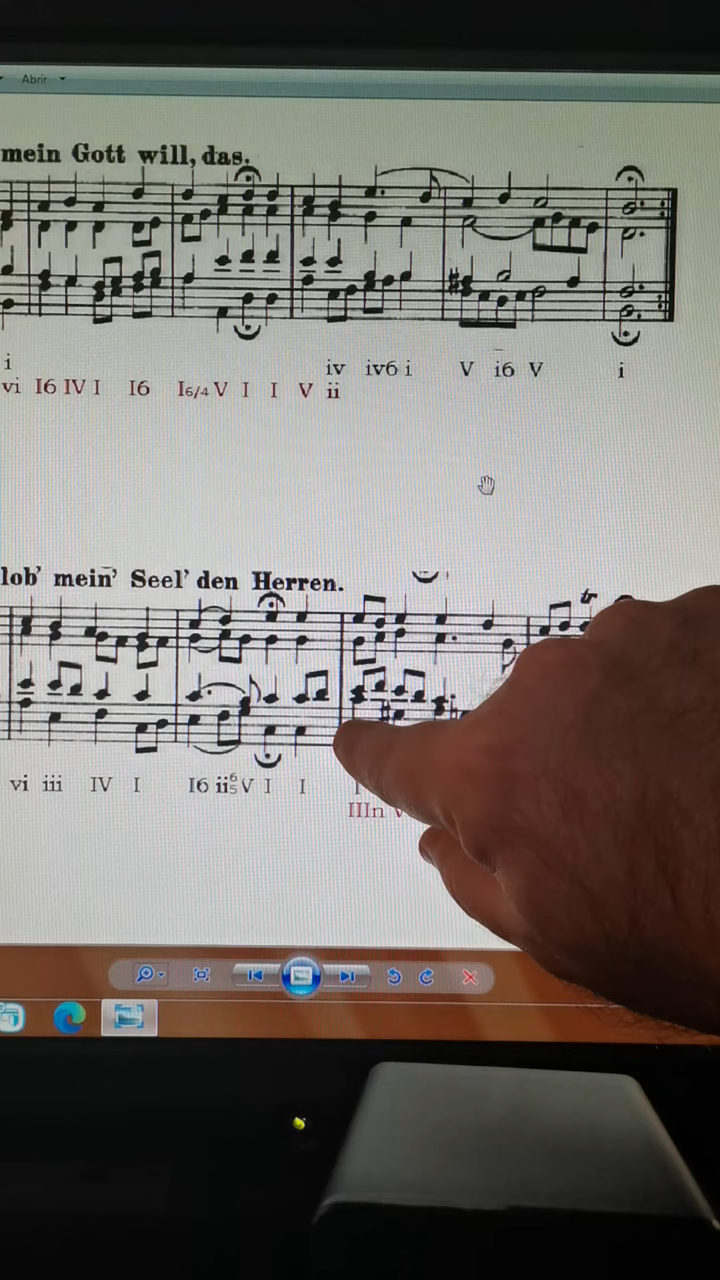 Abrir
mein Gott will, das.
i iv iv6 i V i6 V i
vi I6 IV I I6 I6/4 V I I V ii
lob' mein' Seel' den Herren.
tr
vi iii IV I I6 ii6 5 V I I
IIIn